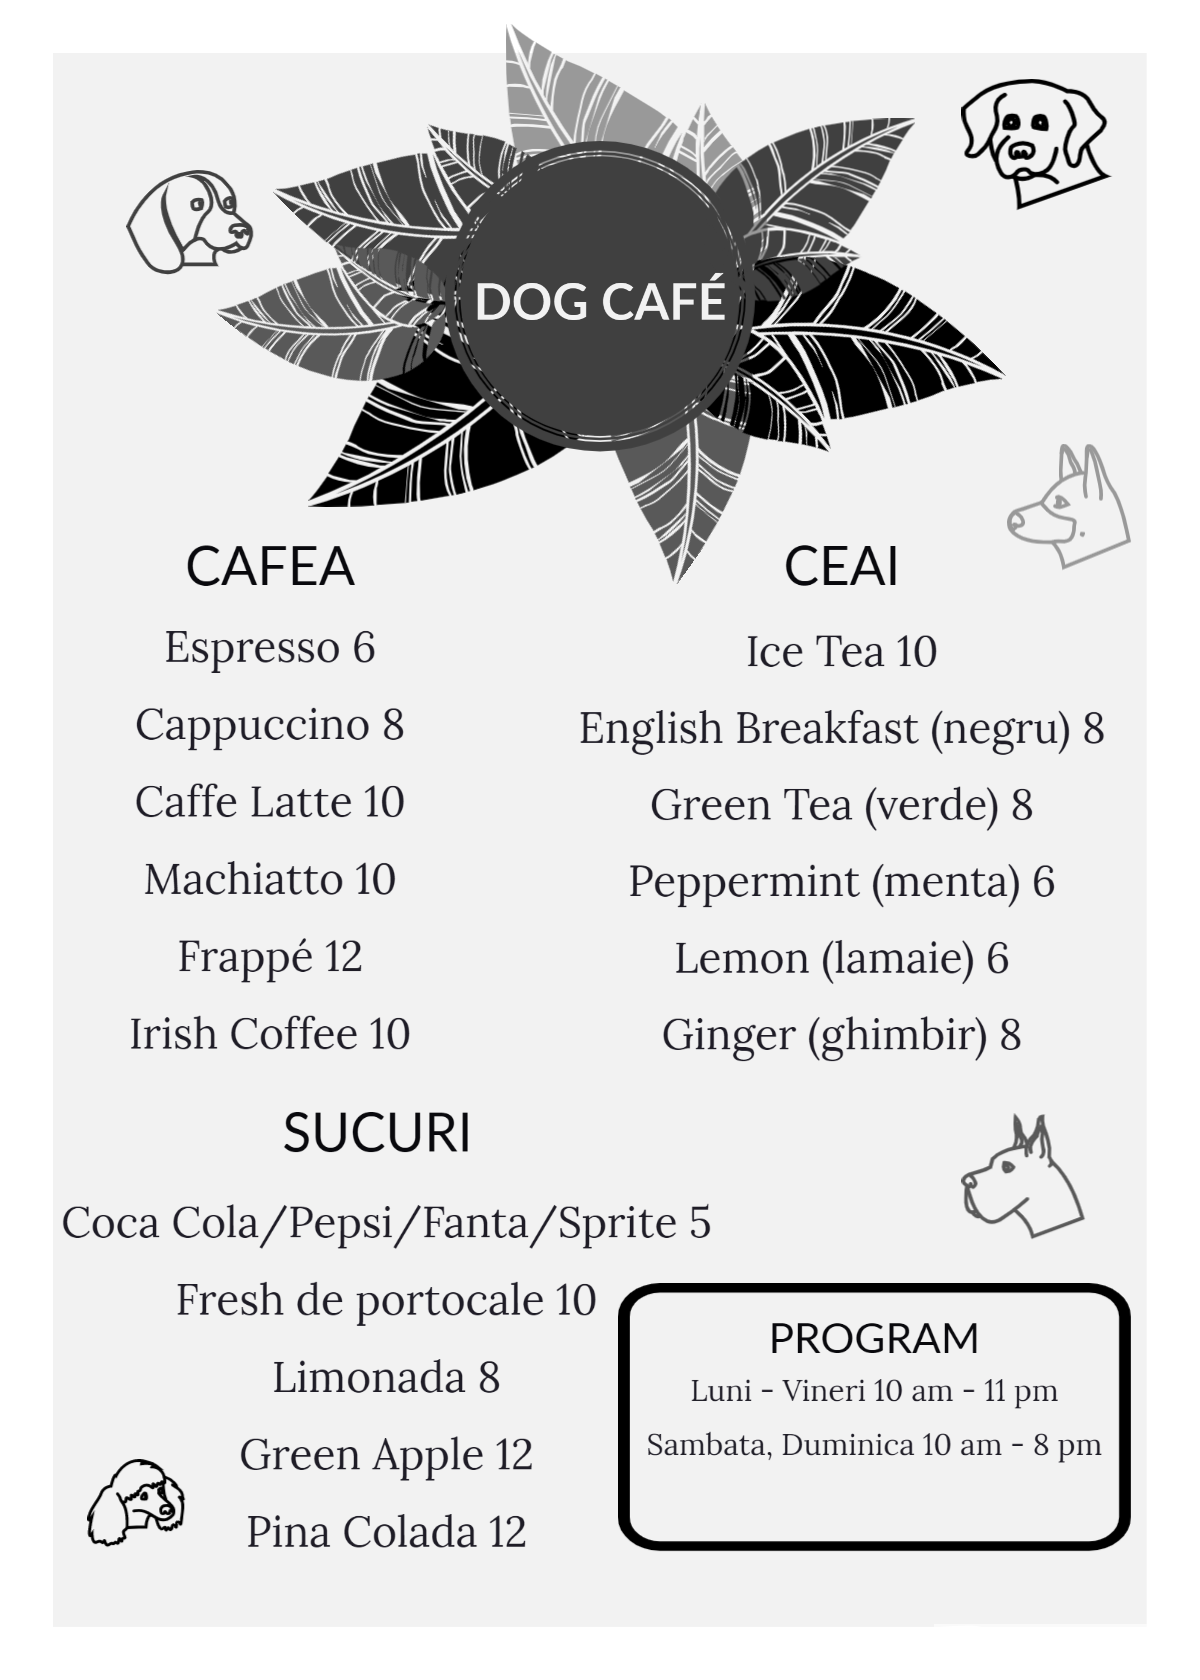 DOG CAFÉ
CAFEA
Espresso 6
Cappuccino 8
Caffe Latte 10
Machiatto 10
Frappé 12
Irish Coffee 10
CEAI
Ice Tea 10
English Breakfast (negru) 8
Green Tea (verde) 8
Peppermint (menta) 6
Lemon (lamaie) 6
Ginger (ghimbir) 8
SUCURI
Coca Cola/Pepsi/Fanta/Sprite 5
Fresh de portocale 10
Limonada 8
Green Apple 12
Pina Colada 12
PROGRAM
Luni - Vineri 10 am - 11 pm
Sambata, Duminica 10 am - 8 pm